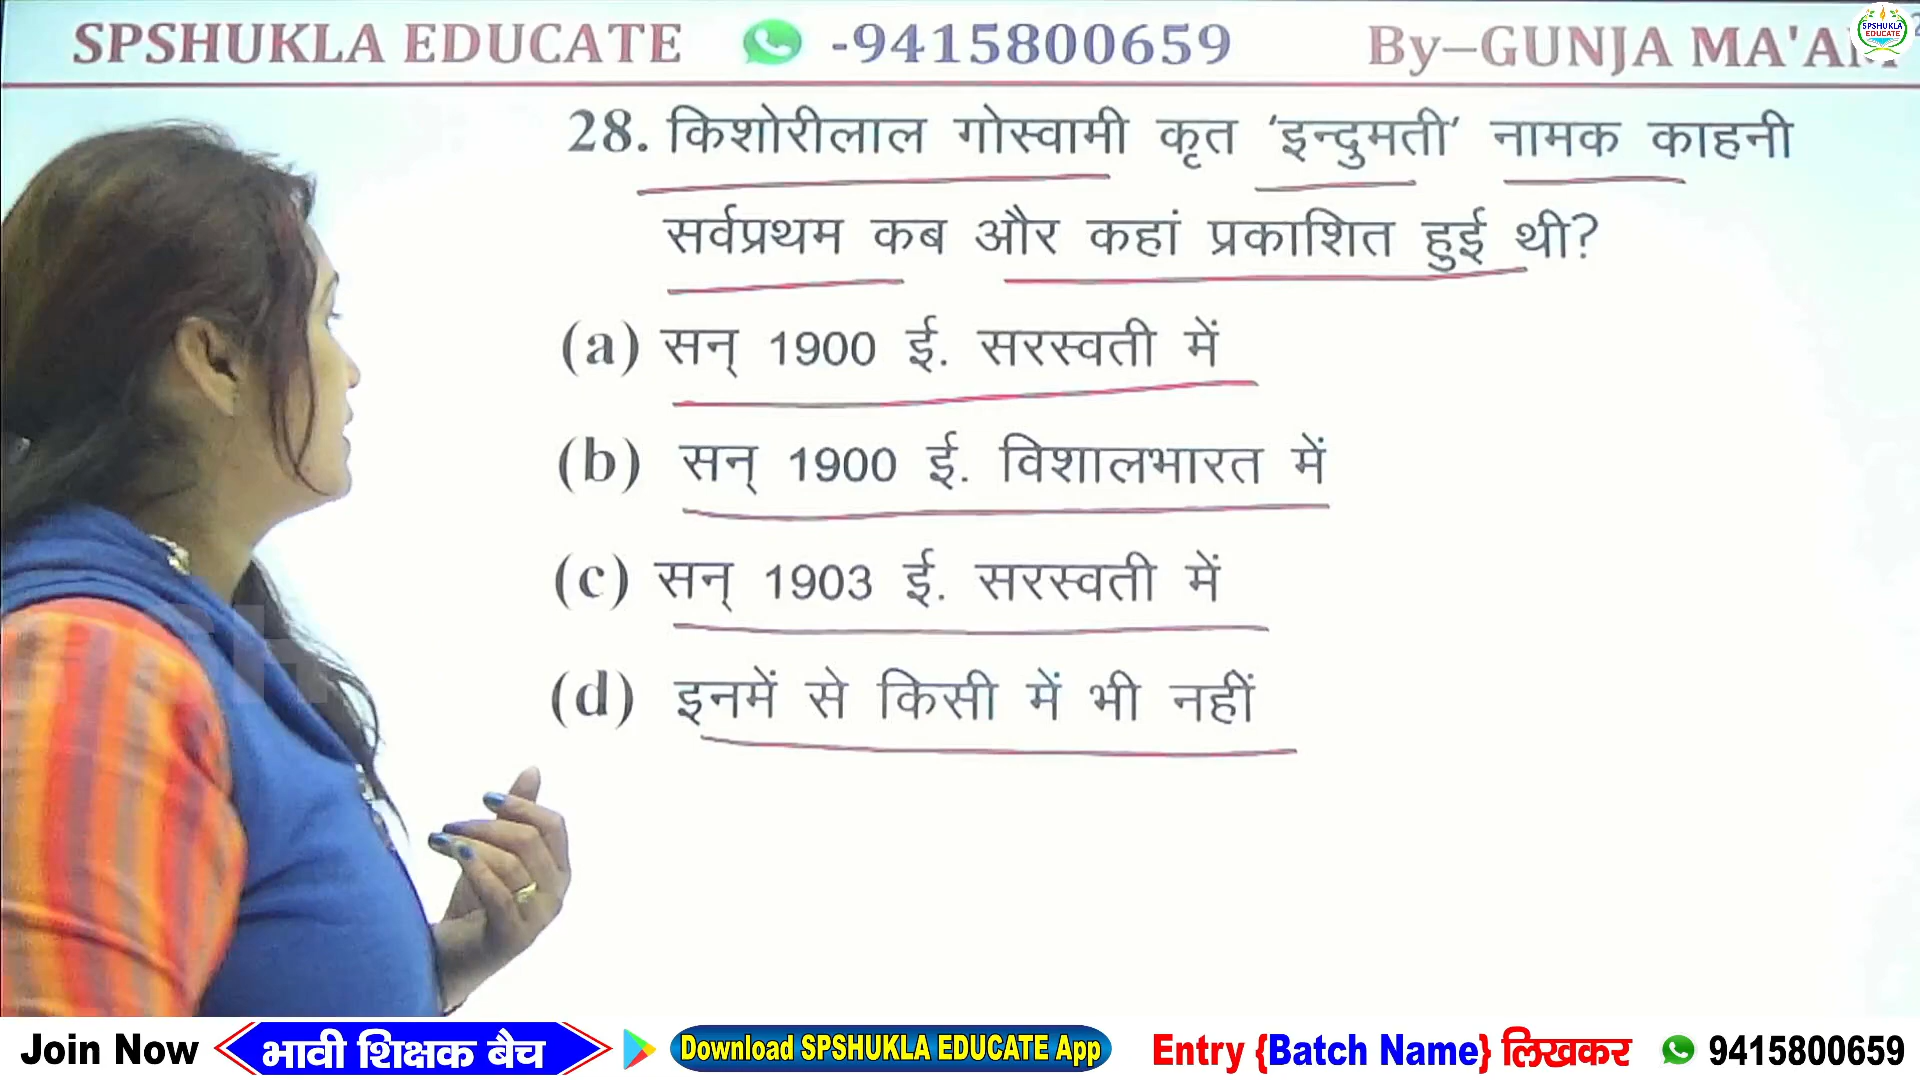 SPSHUKLA EDUCATE -9415800659 By–GUNJA MA'AM
SPSHUKLA EDUCATE
28. किशोरीलाल गोस्वामी कृत 'इन्दुमती' नामक काहनी
सर्वप्रथम कब और कहां प्रकाशित हुई थी?
(a) सन् 1900 ई. सरस्वती में
(b) सन् 1900 ई. विशालभारत में
(c) सन् 1903 ई. सरस्वती में
(d) इनमें से किसी में भी नहीं
Join Now भावी शिक्षक बैच Download SPSHUKLA EDUCATE App Entry {Batch Name} लिखकर 9415800659